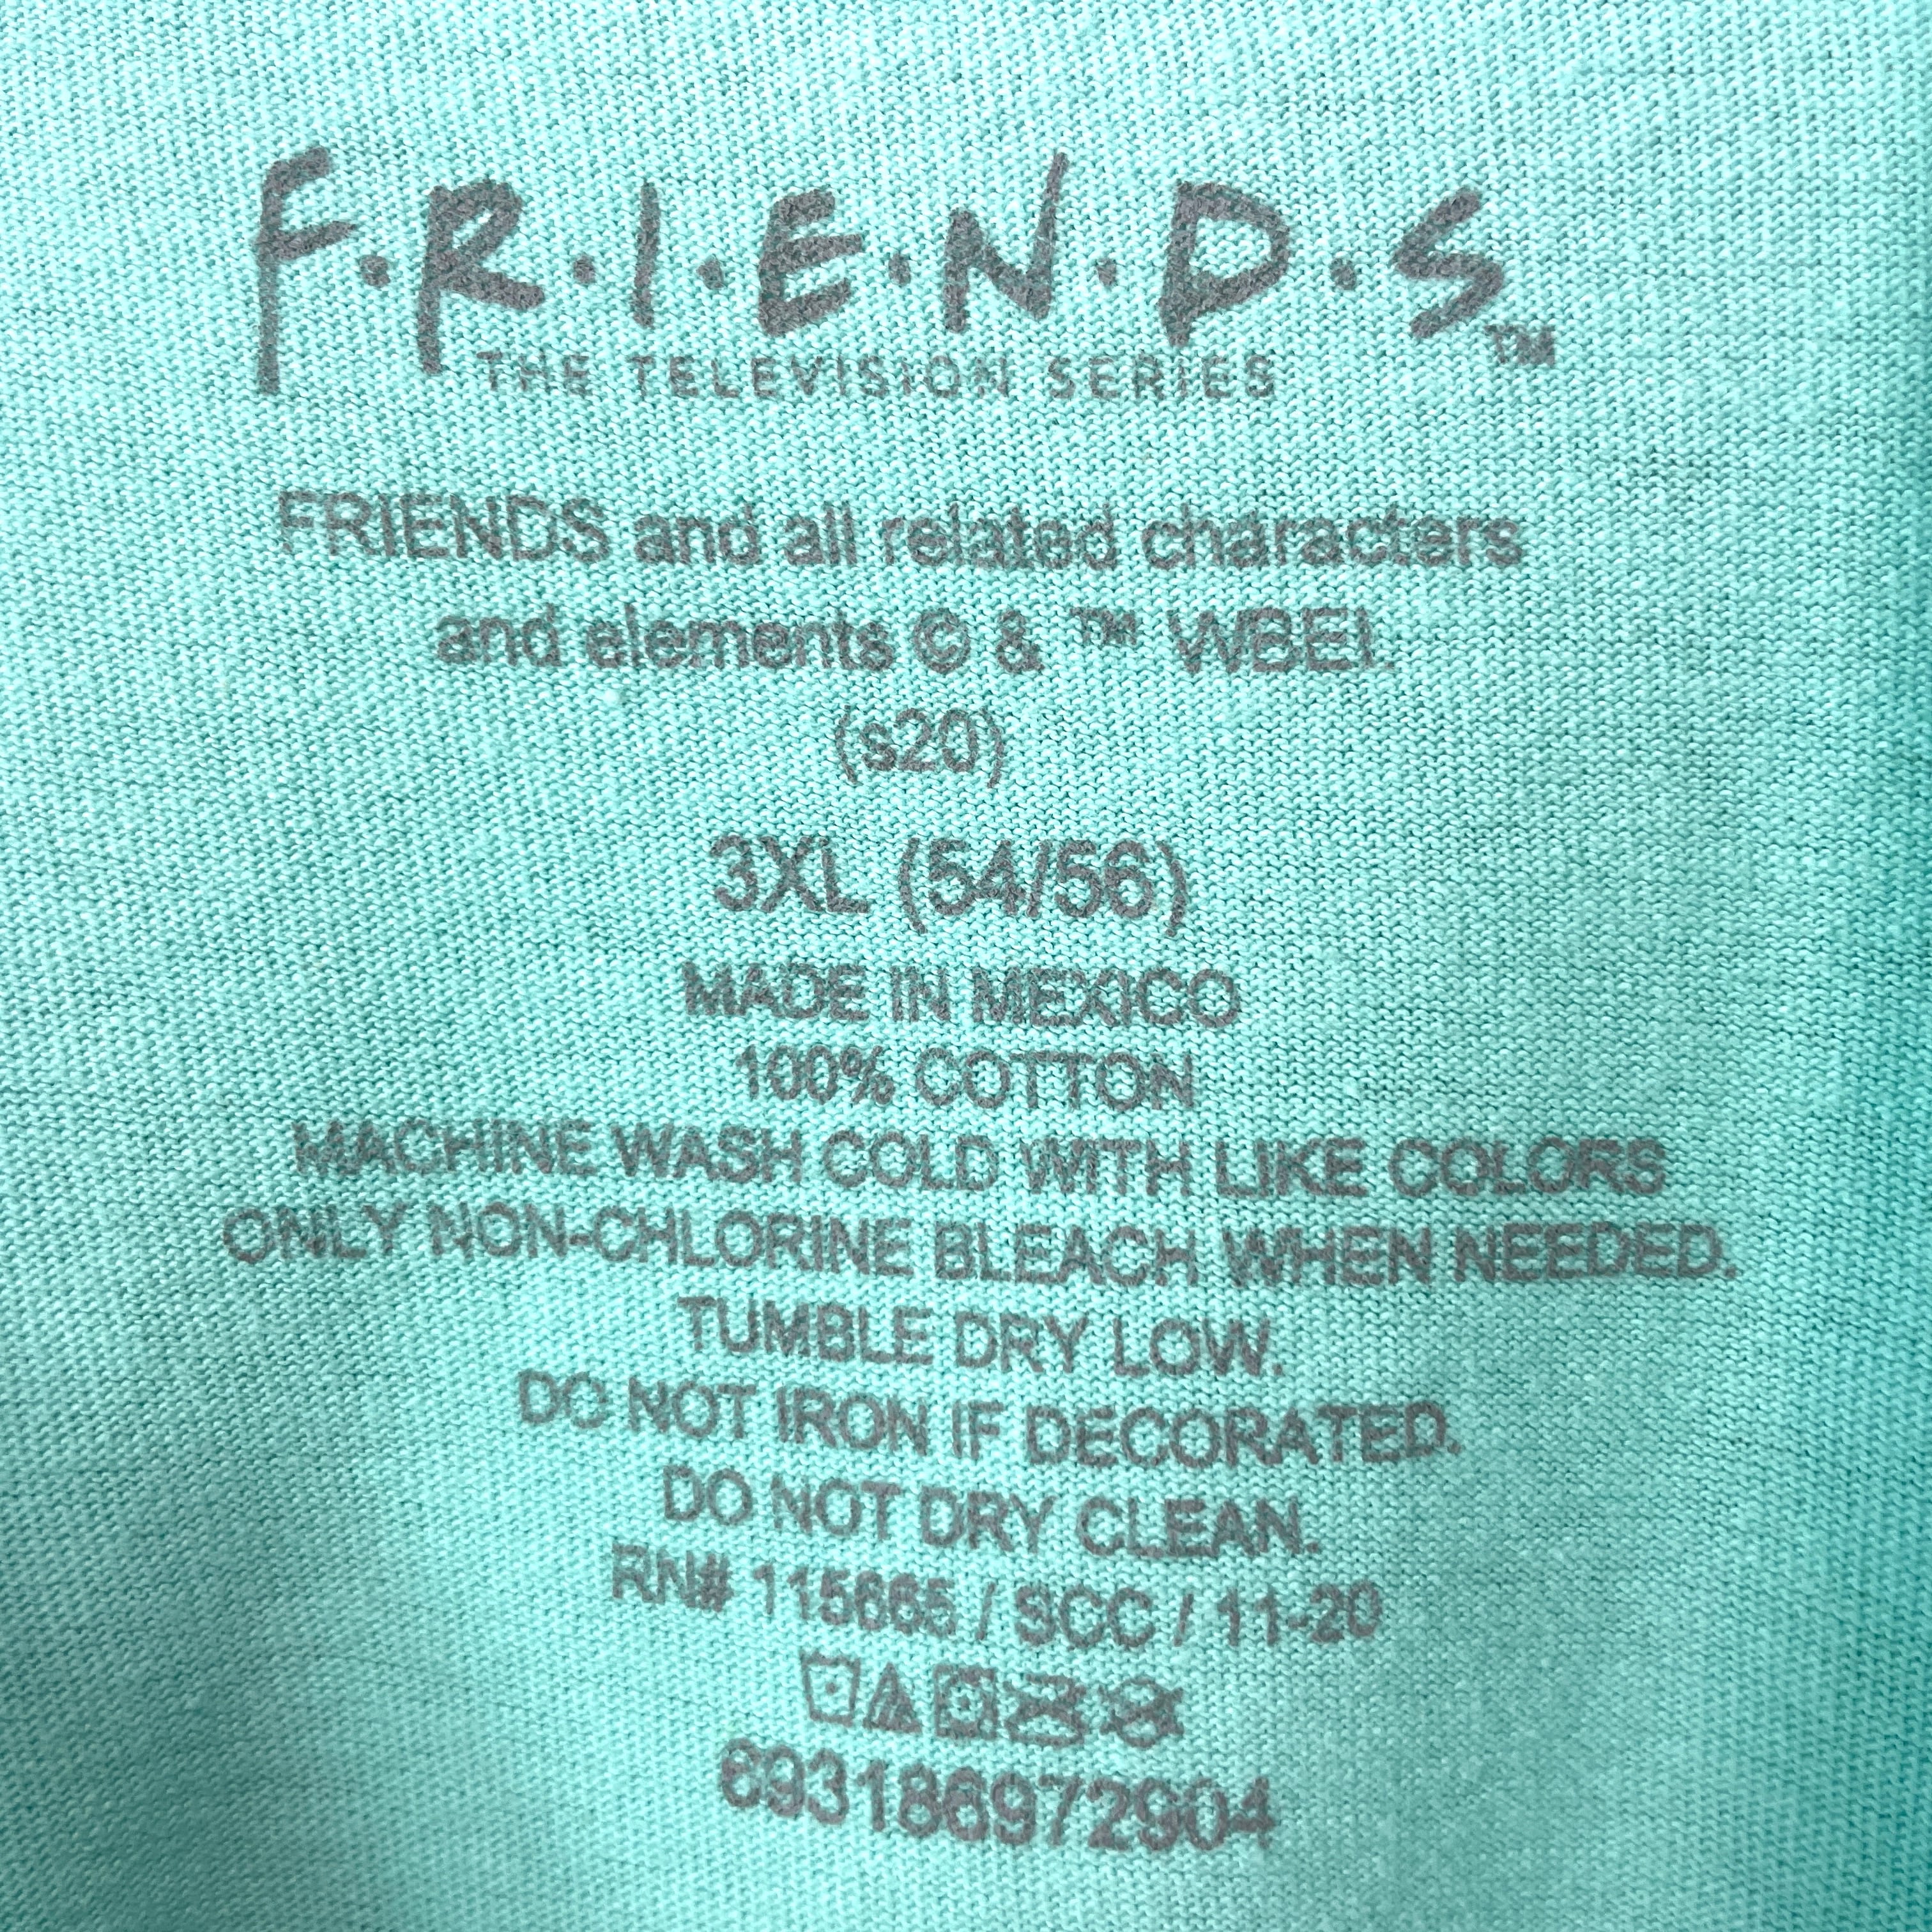 F·R·I·E·N·D·S™
THE TELEVISION SERIES
FRIENDS and all related characters
and elements © & ™ WBEI.
(s20)
3XL (54/56)
MADE IN MEXICO
100% COTTON
MACHINE WASH COLD WITH LIKE COLORS
ONLY NON-CHLORINE BLEACH WHEN NEEDED.
TUMBLE DRY LOW.
DO NOT IRON IF DECORATED.
DO NOT DRY CLEAN.
RN# 115665 / SCC / 11-20
693186972904